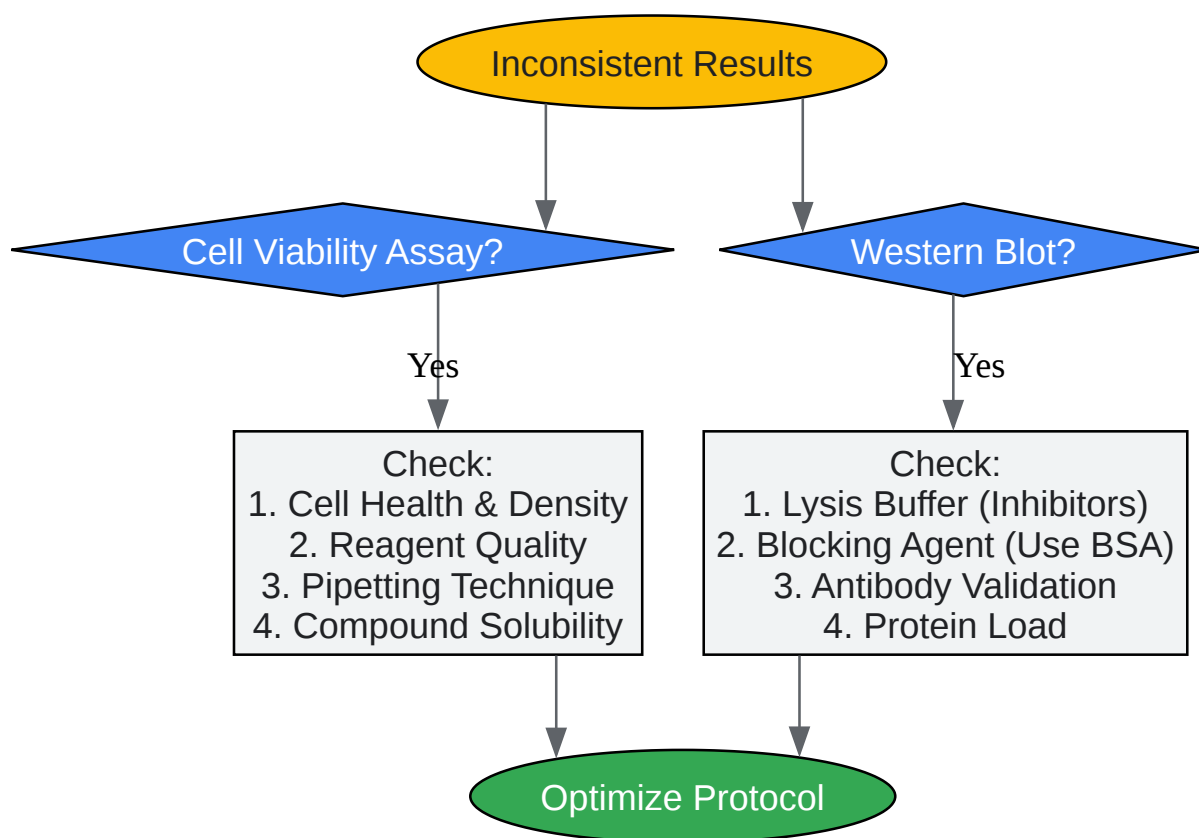 Inconsistent Results
Cell Viability Assay?
Western Blot?
Yes
Yes
Check:
1. Cell Health & Density
2. Reagent Quality
3. Pipetting Technique
4. Compound Solubility
Check:
1. Lysis Buffer (Inhibitors)
2. Blocking Agent (Use BSA)
3. Antibody Validation
4. Protein Load
Optimize Protocol